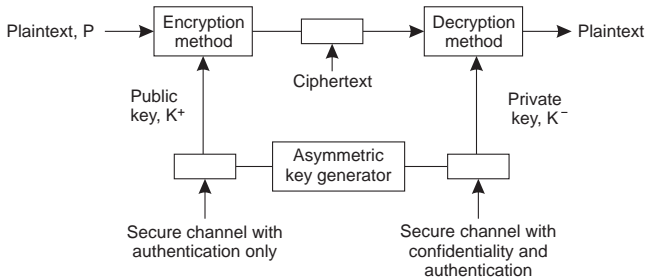 Plaintext, P
Encryption
method
Decryption
method
Plaintext
Ciphertext
Public
key, K⁺
Private
key, K⁻
Asymmetric
key generator
Secure channel with
authentication only
Secure channel with
confidentiality and
authentication